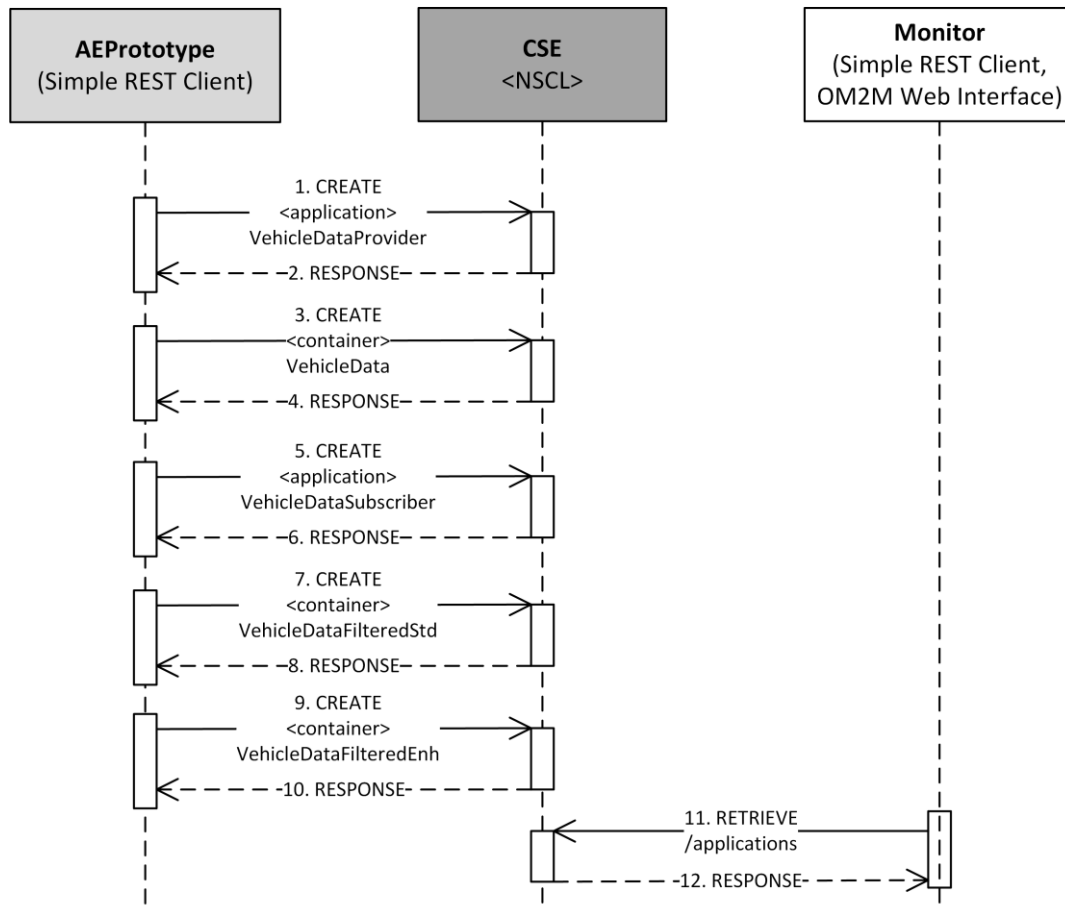 AEPrototype
(Simple REST Client)
CSE
<NSCL>
Monitor
(Simple REST Client,
OM2M Web Interface)
1. CREATE
<application>
VehicleDataProvider
2. RESPONSE
3. CREATE
<container>
VehicleData
4. RESPONSE
5. CREATE
<application>
VehicleDataSubscriber
6. RESPONSE
7. CREATE
<container>
VehicleDataFilteredStd
8. RESPONSE
9. CREATE
<container>
VehicleDataFilteredEnh
10. RESPONSE
11. RETRIEVE
/applications
12. RESPONSE